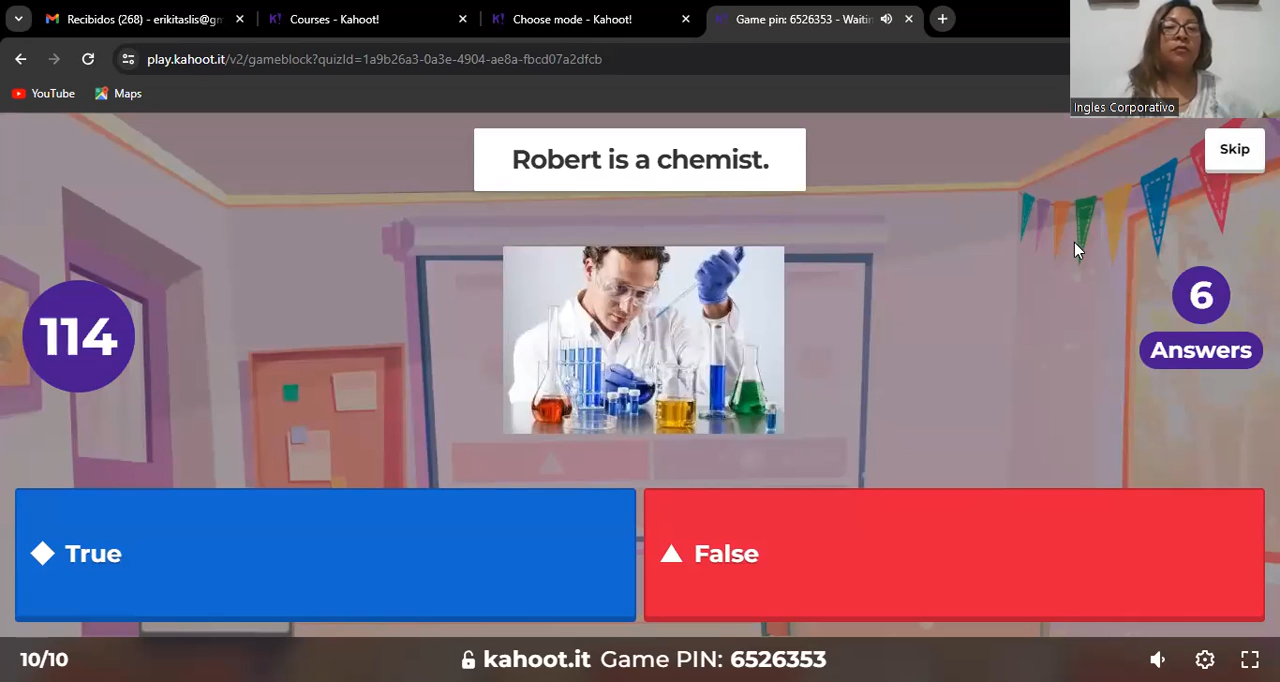 Recibidos (268) - erikitaslis@gm
Courses - Kahoot!
Choose mode - Kahoot!
Game pin: 6526353 - Waitin
play.kahoot.it/v2/gameblock?quizId=1a9b26a3-0a3e-4904-ae8a-fbcd07a2dfcb
YouTube
Maps
Ingles Corporativo
Robert is a chemist.
Skip
114
6
Answers
True
False
10/10
kahoot.it Game PIN: 6526353